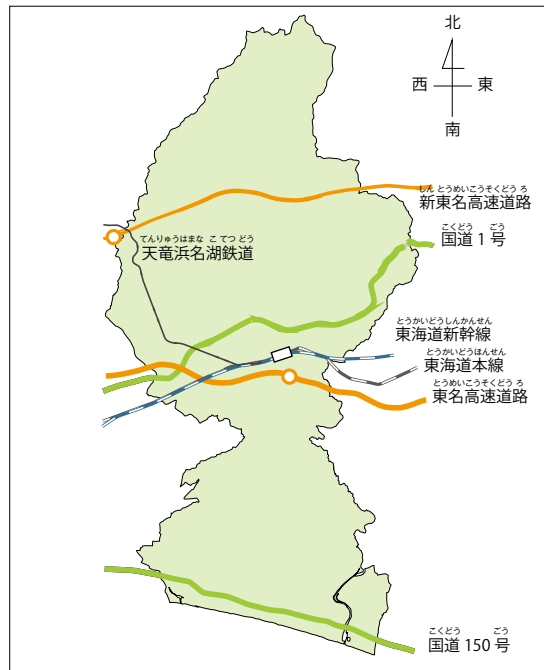 北
西 東
南
しん とうめいこうそくどう ろ
新東名高速道路
こくどう ごう
国道 1 号
てんりゅうはまな こ てつ どう
天竜浜名湖鉄道
とうかいどうしんかんせん
東海道新幹線
とうかいどうほんせん
東海道本線
とうめいこうそくどう ろ
東名高速道路
こくどう ごう
国道 150 号